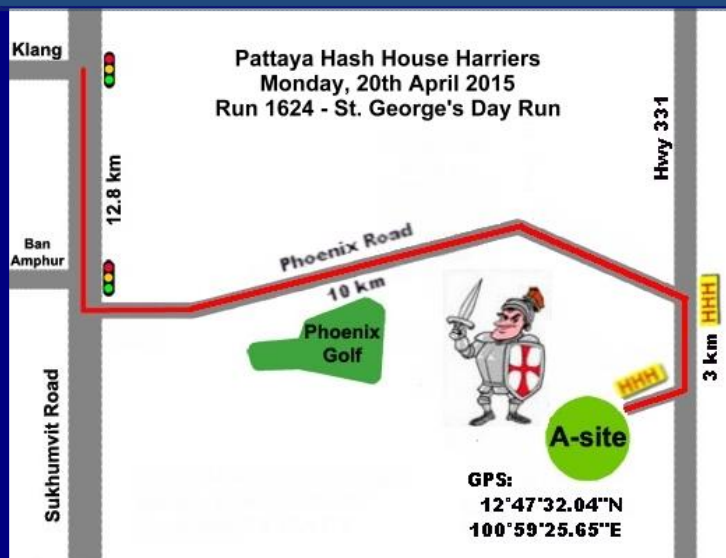 Pattaya Hash House Harriers
Monday, 20th April 2015
Run 1624 - St. George's Day Run
Klang
12.8 km
Hwy 331
Ban
Amphur
Phoenix Road
10 km
HHH
3 km
Phoenix
Golf
HHH
Sukhumvit Road
A-site
GPS:
12°47'32.04"N
100°59'25.65"E